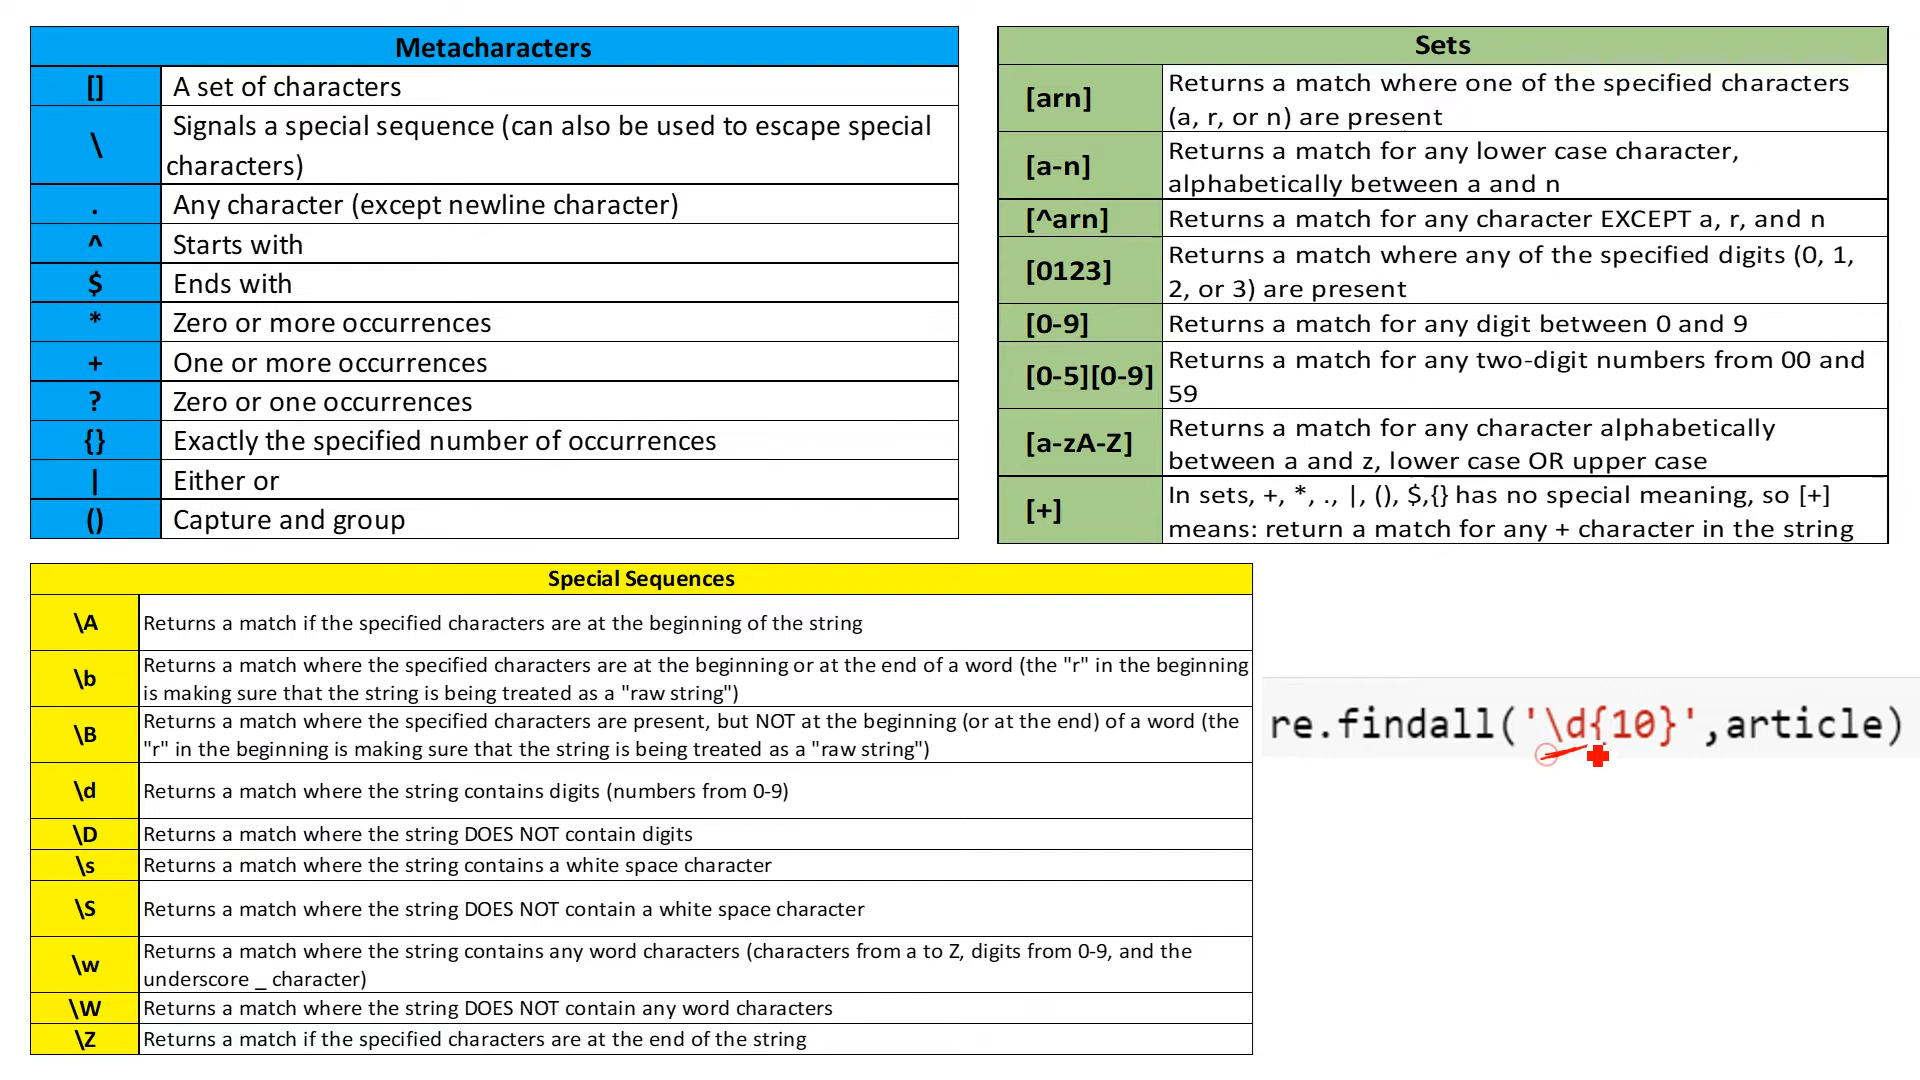 Metacharacters
[] A set of characters
\ Signals a special sequence (can also be used to escape special
characters)
. Any character (except newline character)
^ Starts with
$ Ends with
* Zero or more occurrences
+ One or more occurrences
? Zero or one occurrences
{} Exactly the specified number of occurrences
| Either or
() Capture and group
Sets
[arn] Returns a match where one of the specified characters
(a, r, or n) are present
[a-n] Returns a match for any lower case character,
alphabetically between a and n
[^arn] Returns a match for any character EXCEPT a, r, and n
[0123] Returns a match where any of the specified digits (0, 1,
2, or 3) are present
[0-9] Returns a match for any digit between 0 and 9
[0-5][0-9] Returns a match for any two-digit numbers from 00 and
59
[a-zA-Z] Returns a match for any character alphabetically
between a and z, lower case OR upper case
[+] In sets, +, *, ., |, (), $,{} has no special meaning, so [+]
means: return a match for any + character in the string
Special Sequences
\A Returns a match if the specified characters are at the beginning of the string
\b Returns a match where the specified characters are at the beginning or at the end of a word (the "r" in the beginning
is making sure that the string is being treated as a "raw string")
\B Returns a match where the specified characters are present, but NOT at the beginning (or at the end) of a word (the
"r" in the beginning is making sure that the string is being treated as a "raw string")
\d Returns a match where the string contains digits (numbers from 0-9)
\D Returns a match where the string DOES NOT contain digits
\s Returns a match where the string contains a white space character
\S Returns a match where the string DOES NOT contain a white space character
\w Returns a match where the string contains any word characters (characters from a to Z, digits from 0-9, and the
underscore _ character)
\W Returns a match where the string DOES NOT contain any word characters
\Z Returns a match if the specified characters are at the end of the string
re.findall('\d{10}',article)